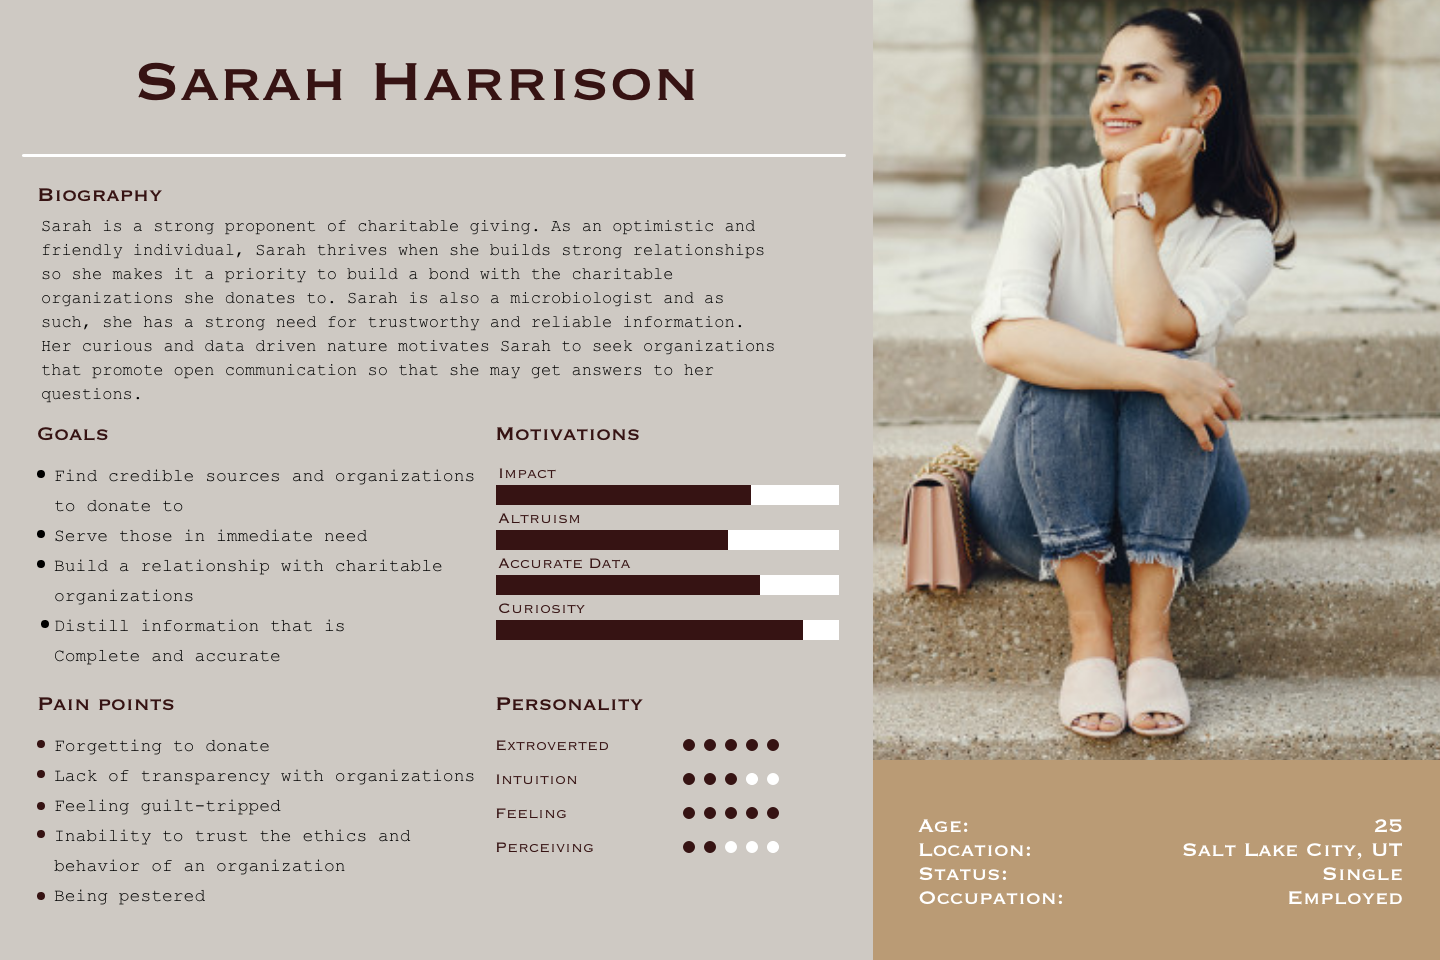 Sarah Harrison
Biography
Sarah is a strong proponent of charitable giving. As an optimistic and
friendly individual, Sarah thrives when she builds strong relationships
so she makes it a priority to build a bond with the charitable
organizations she donates to. Sarah is also a microbiologist and as
such, she has a strong need for trustworthy and reliable information.
Her curious and data driven nature motivates Sarah to seek organizations
that promote open communication so that she may get answers to her
questions.
Goals
Find credible sources and organizations
to donate to
Serve those in immediate need
Build a relationship with charitable
organizations
Distill information that is
Complete and accurate
Motivations
Impact
Altruism
Accurate Data
Curiosity
Pain points
Forgetting to donate
Lack of transparency with organizations
Feeling guilt-tripped
Inability to trust the ethics and
behavior of an organization
Being pestered
Personality
Extroverted
Intuition
Feeling
Perceiving
Age: 25
Location: Salt Lake City, UT
Status: Single
Occupation: Employed